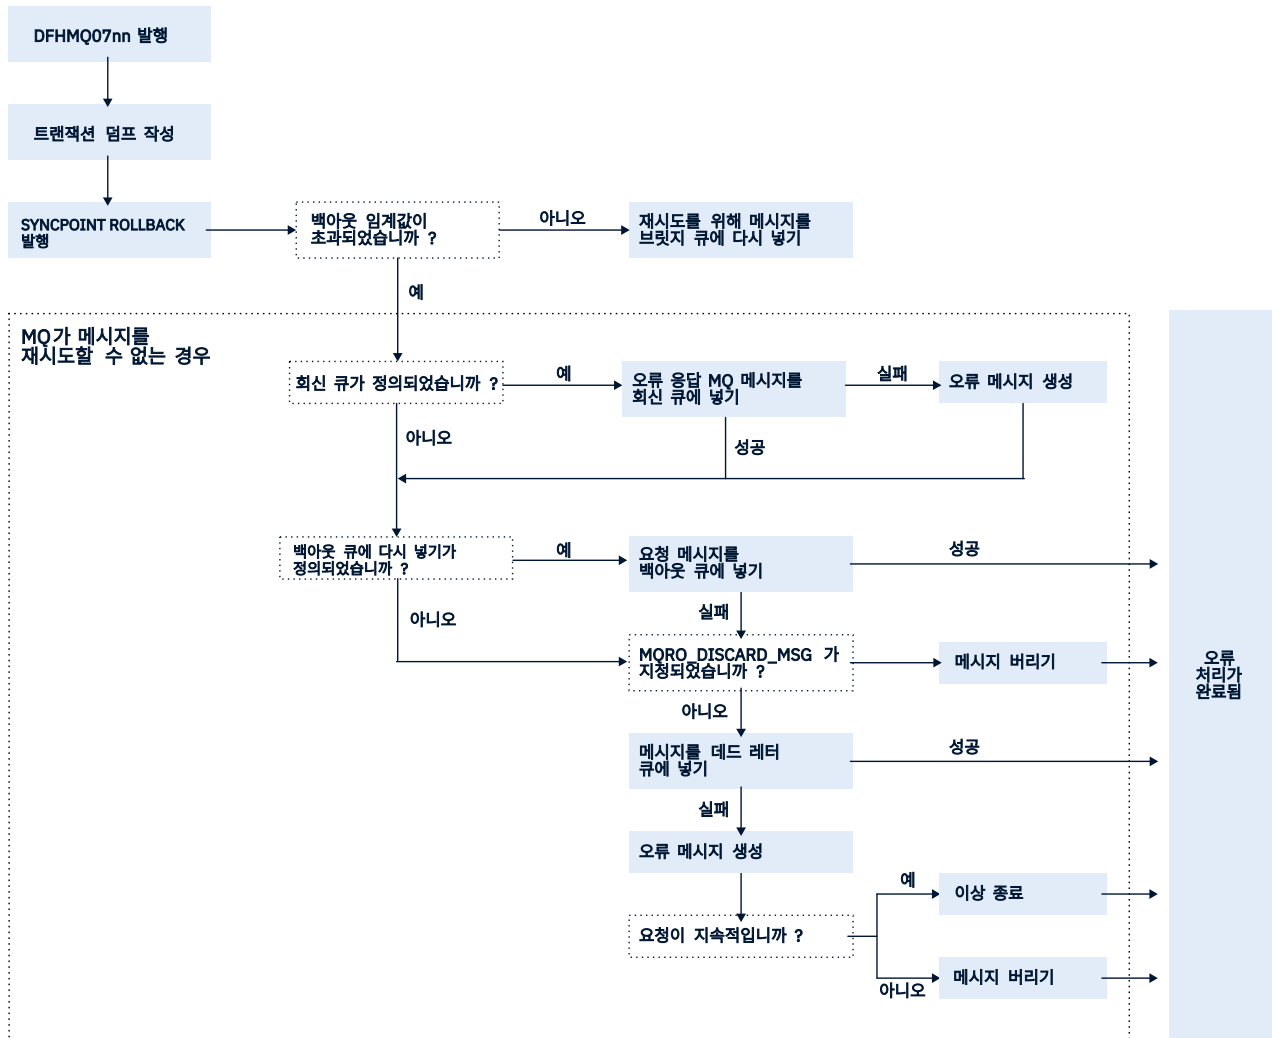 DFHMQ07nn 발행
트랜잭션 덤프 작성
SYNCPOINT ROLLBACK
발행
백아웃 임계값이
초과되었습니까 ?
아니오
재시도를 위해 메시지를
브릿지 큐에 다시 넣기
예
MQ가 메시지를
재시도할 수 없는 경우
회신 큐가 정의되었습니까 ?
예
오류 응답 MQ 메시지를
회신 큐에 넣기
실패
오류 메시지 생성
아니오
성공
백아웃 큐에 다시 넣기가
정의되었습니까 ?
예
요청 메시지를
백아웃 큐에 넣기
성공
아니오
실패
MQRO_DISCARD_MSG 가
지정되었습니까 ?
메시지 버리기
오류
처리가
완료됨
아니오
메시지를 데드 레터
큐에 넣기
성공
실패
오류 메시지 생성
예
이상 종료
요청이 지속적입니까 ?
아니오
메시지 버리기